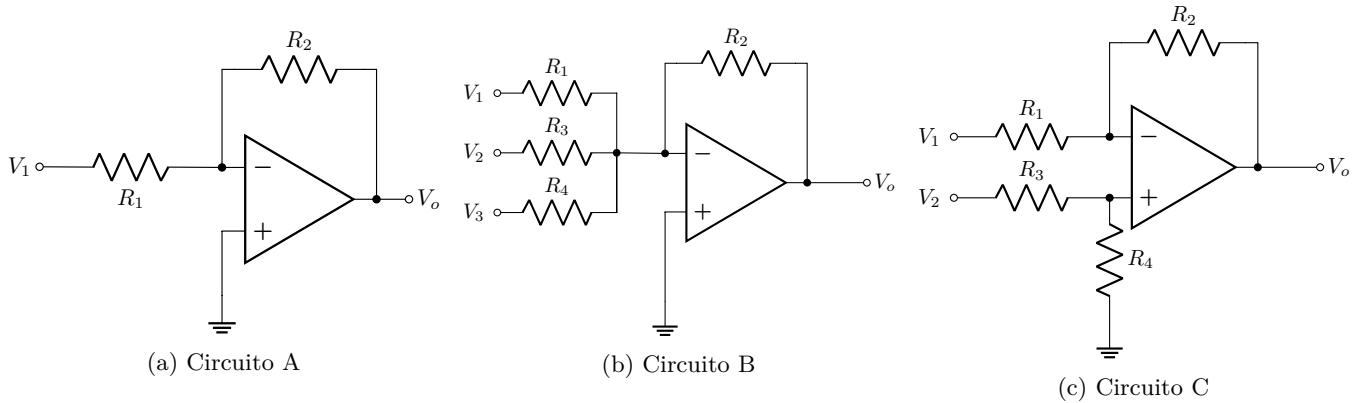 R₂
V₁
R₁
−
+
Vₒ
(a) Circuito A
R₂
R₁
V₁
R₃
V₂
R₄
V₃
−
+
Vₒ
(b) Circuito B
R₂
R₁
V₁
R₃
V₂
R₄
−
+
Vₒ
(c) Circuito C